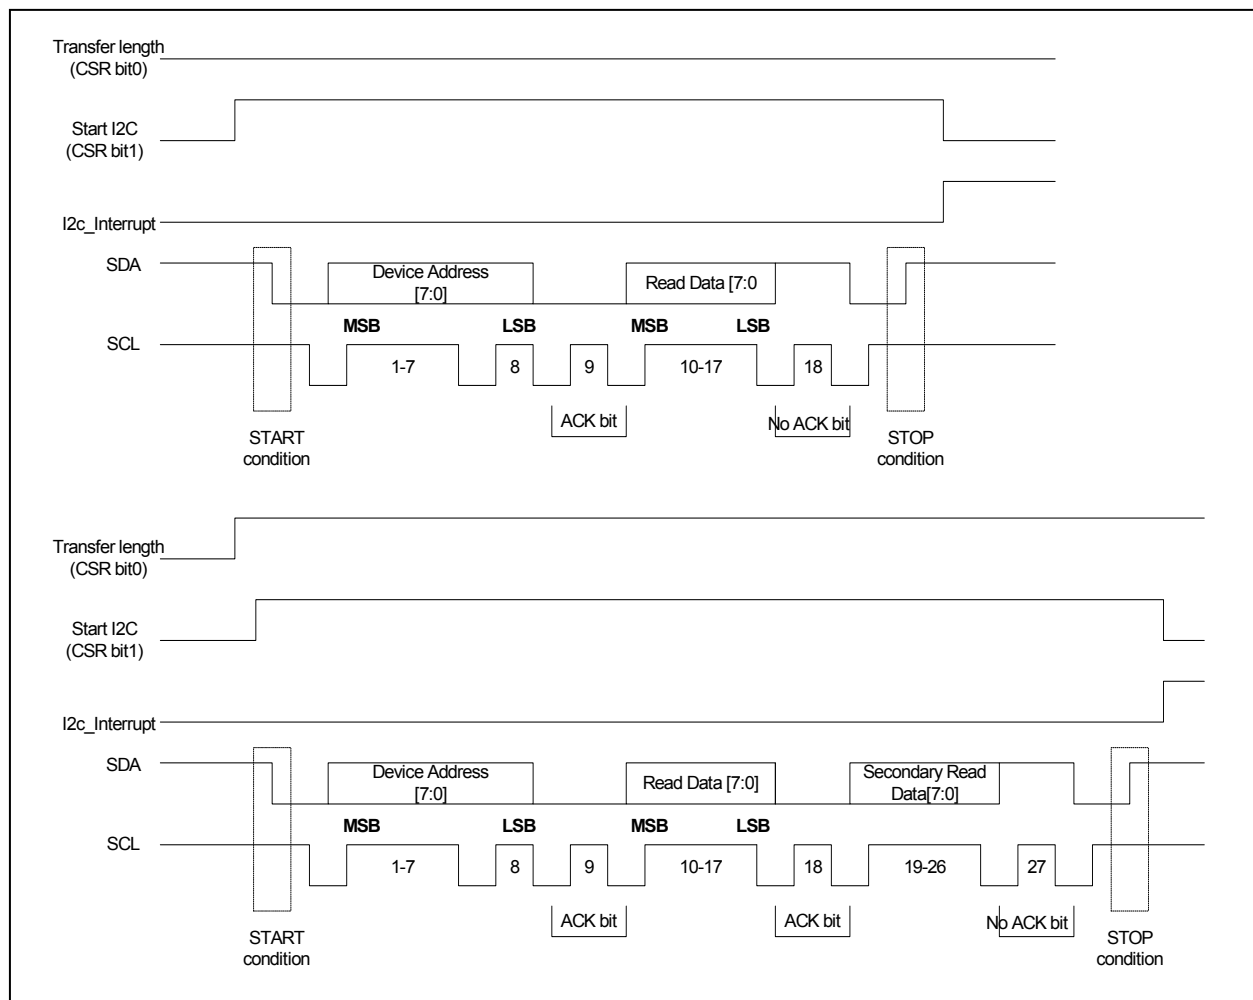 Transfer length
(CSR bit0)
Start I2C
(CSR bit1)
I2c_Interrupt
SDA
Device Address
[7:0]
Read Data [7:0
MSB LSB MSB LSB
SCL
1-7 8 9 10-17 18
ACK bit No ACK bit
START
condition
STOP
condition
Transfer length
(CSR bit0)
Start I2C
(CSR bit1)
I2c_Interrupt
SDA
Device Address
[7:0]
Read Data [7:0]
Secondary Read
Data[7:0]
MSB LSB MSB LSB
SCL
1-7 8 9 10-17 18 19-26 27
ACK bit ACK bit No ACK bit
START
condition
STOP
condition